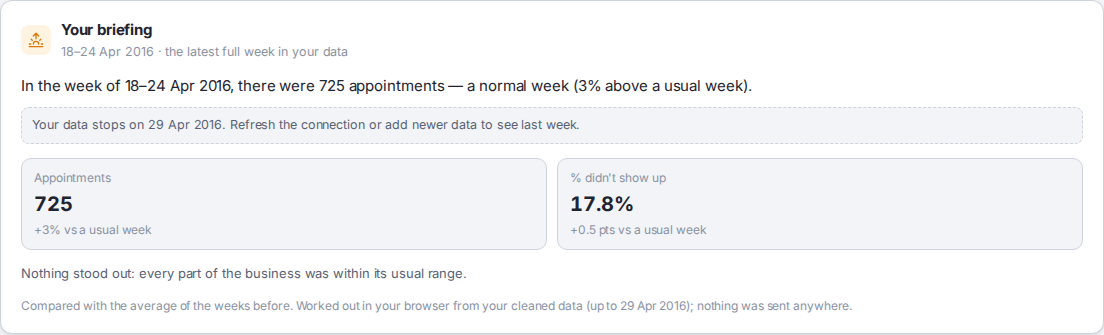 Your briefing
18–24 Apr 2016 · the latest full week in your data
In the week of 18–24 Apr 2016, there were 725 appointments — a normal week (3% above a usual week).
Your data stops on 29 Apr 2016. Refresh the connection or add newer data to see last week.
Appointments
725
+3% vs a usual week
% didn't show up
17.8%
+0.5 pts vs a usual week
Nothing stood out: every part of the business was within its usual range.
Compared with the average of the weeks before. Worked out in your browser from your cleaned data (up to 29 Apr 2016); nothing was sent anywhere.